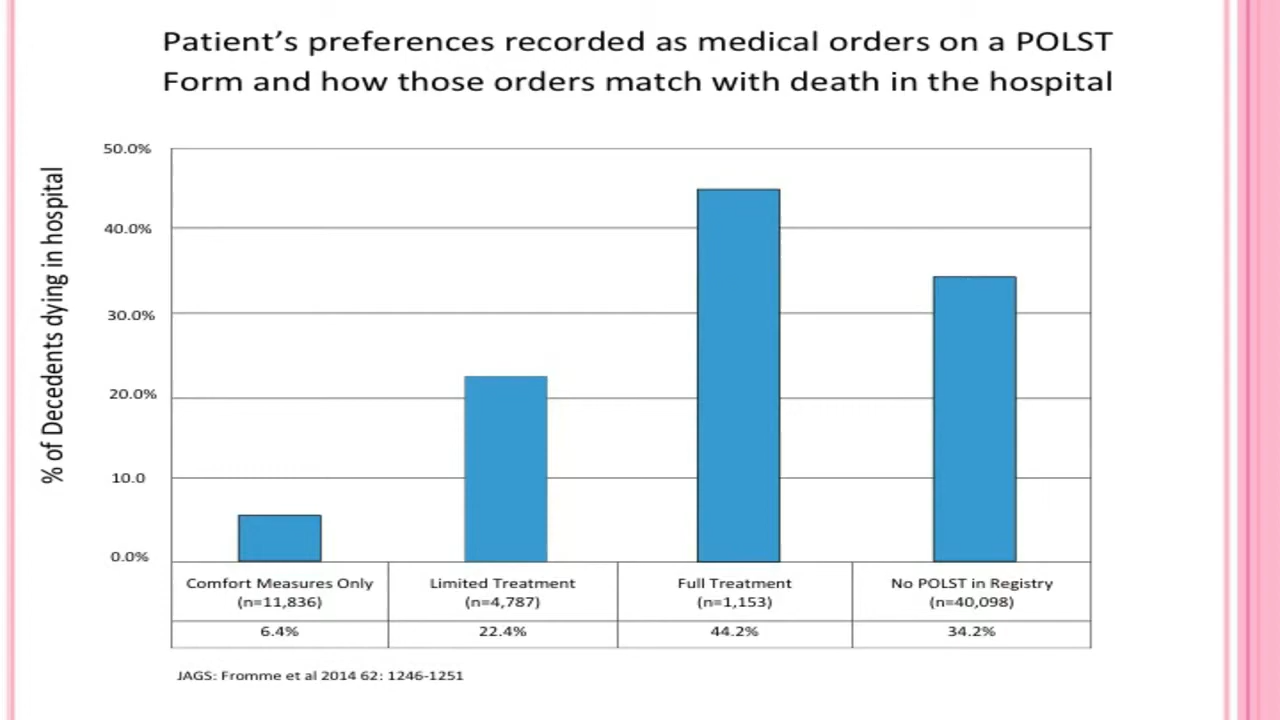 Patient’s preferences recorded as medical orders on a POLST
Form and how those orders match with death in the hospital
% of Decedents dying in hospital
50.0%
40.0%
30.0%
20.0%
10.0
0.0%
Comfort Measures Only Limited Treatment Full Treatment No POLST in Registry
(n=11,836) (n=4,787) (n=1,153) (n=40,098)
6.4% 22.4% 44.2% 34.2%
JAGS: Fromme et al 2014 62: 1246-1251